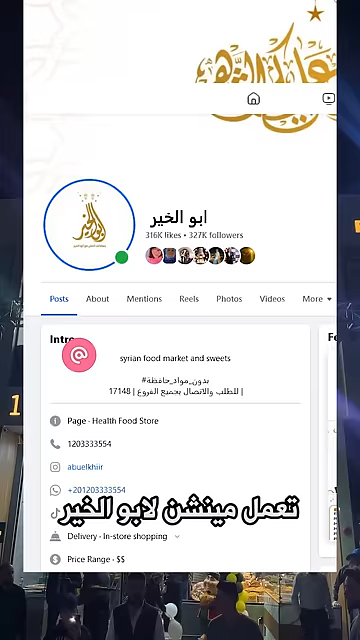 ابو الخير
316K likes • 327K followers
Posts About Mentions Reels Photos Videos More
Intro
syrian food market and sweets
#بدون_مواد_حافظة
| للطلب والاتصال بجميع الفروع | 17148
Page · Health Food Store
1203333554
abuelkhiir
+201203333554
تعمل مينشن لابو الخير
Delivery · In-store shopping
Price Range · $$